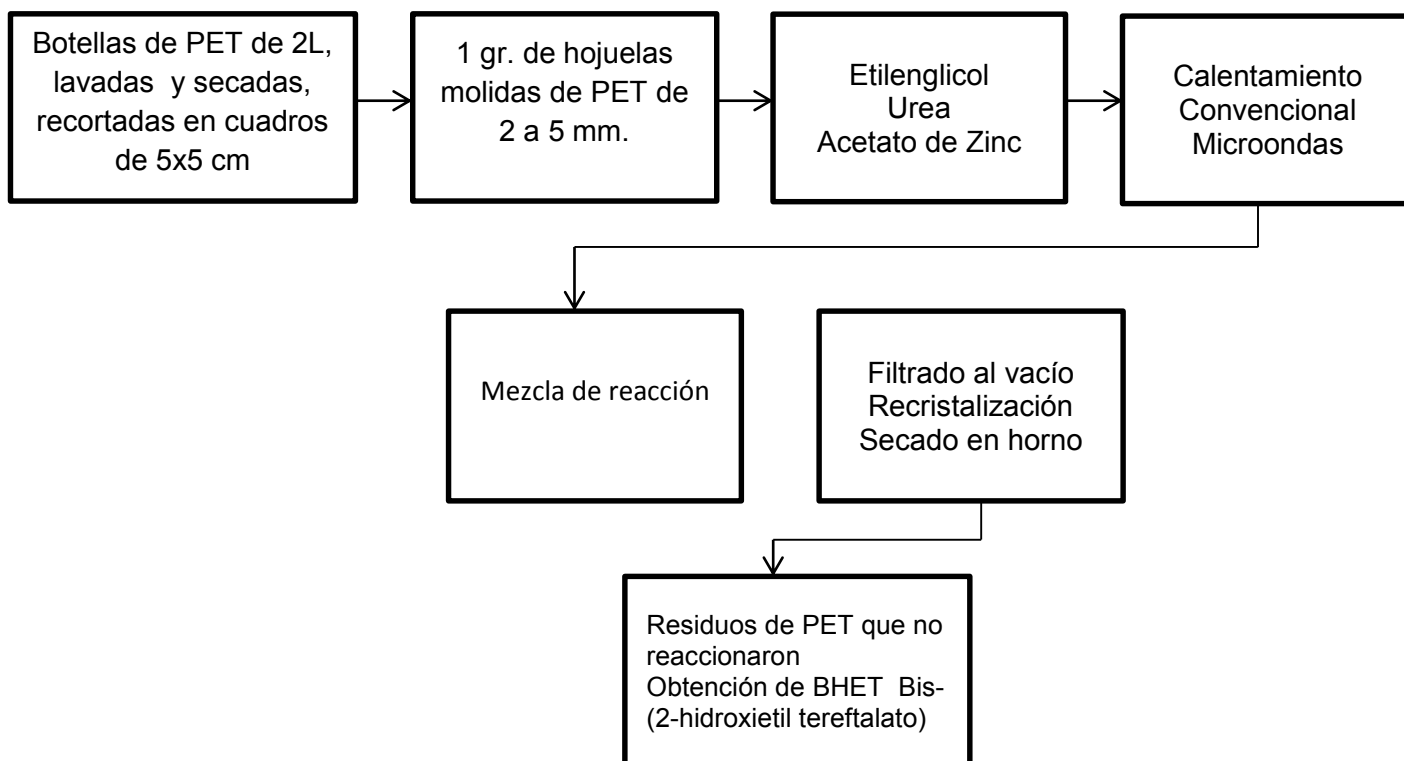 Botellas de PET de 2L,
lavadas y secadas,
recortadas en cuadros
de 5x5 cm
1 gr. de hojuelas
molidas de PET de
2 a 5 mm.
Etilenglicol
Urea
Acetato de Zinc
Calentamiento
Convencional
Microondas
Mezcla de reacción
Filtrado al vacío
Recristalización
Secado en horno
Residuos de PET que no
reaccionaron
Obtención de BHET Bis-
(2-hidroxietil tereftalato)